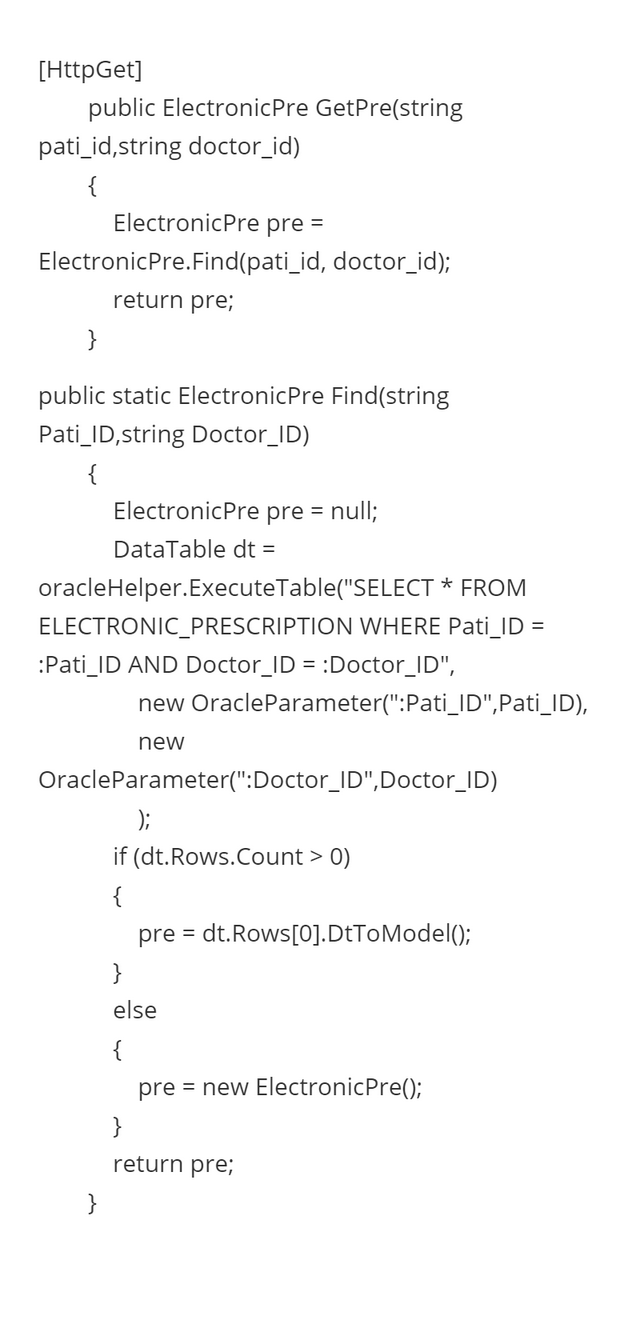 [HttpGet]
public ElectronicPre GetPre(string
pati_id,string doctor_id)
{
ElectronicPre pre =
ElectronicPre.Find(pati_id, doctor_id);
return pre;
}
public static ElectronicPre Find(string
Pati_ID,string Doctor_ID)
{
ElectronicPre pre = null;
DataTable dt =
oracleHelper.ExecuteTable("SELECT * FROM
ELECTRONIC_PRESCRIPTION WHERE Pati_ID =
:Pati_ID AND Doctor_ID = :Doctor_ID",
new OracleParameter(":Pati_ID",Pati_ID),
new
OracleParameter(":Doctor_ID",Doctor_ID)
);
if (dt.Rows.Count > 0)
{
pre = dt.Rows[0].DtToModel();
}
else
{
pre = new ElectronicPre();
}
return pre;
}